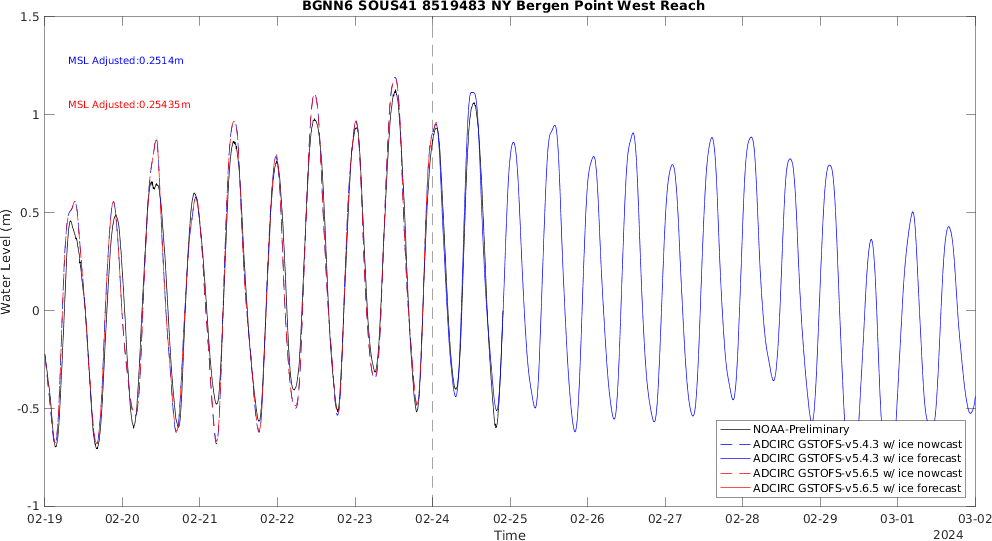 BGNN6 SOUS41 8519483 NY Bergen Point West Reach
1.5
MSL Adjusted:0.2514m
MSL Adjusted:0.25435m
1
0.5
0
-0.5
-1
Water Level (m)
NOAA-Preliminary
ADCIRC GSTOFS-v5.4.3 w/ ice nowcast
ADCIRC GSTOFS-v5.4.3 w/ ice forecast
ADCIRC GSTOFS-v5.6.5 w/ ice nowcast
ADCIRC GSTOFS-v5.6.5 w/ ice forecast
02-19 02-20 02-21 02-22 02-23 02-24 02-25 02-26 02-27 02-28 02-29 03-01 03-02
Time
2024